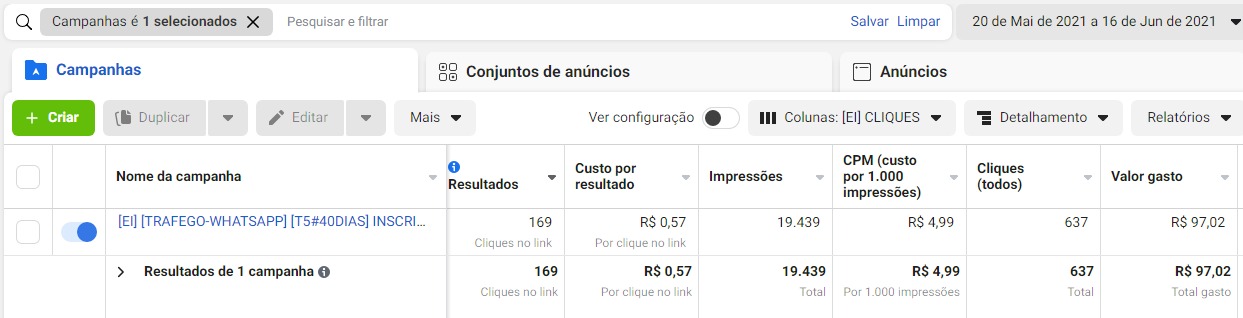 Campanhas é 1 selecionados
Pesquisar e filtrar
Salvar Limpar
20 de Mai de 2021 a 16 de Jun de 2021
Campanhas
Conjuntos de anúncios
Anúncios
+ Criar
Duplicar
Editar
Mais
Ver configuração
Colunas: [EI] CLIQUES
Detalhamento
Relatórios
Nome da campanha
Resultados
Custo por
resultado
Impressões
CPM (custo
por 1.000
impressões)
Cliques
(todos)
Valor gasto
[EI] [TRAFEGO-WHATSAPP] [T5#40DIAS] INSCRI...
169
Cliques no link
R$ 0,57
Por clique no link
19.439
R$ 4,99
637
R$ 97,02
Resultados de 1 campanha
169
Cliques no link
R$ 0,57
Por clique no link
19.439
Total
R$ 4,99
Por 1.000 impressões
637
Total
R$ 97,02
Total gasto